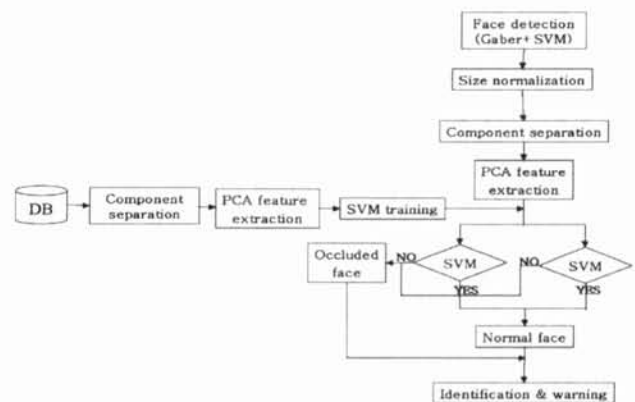 Face detection
(Gaber+ SVM)
Size normalization
Component separation
PCA feature
extraction
DB
Component
separation
PCA feature
extraction
SVM training
Occluded
face
NO
SVM
YES
NO
SVM
YES
Normal face
Identification & warning